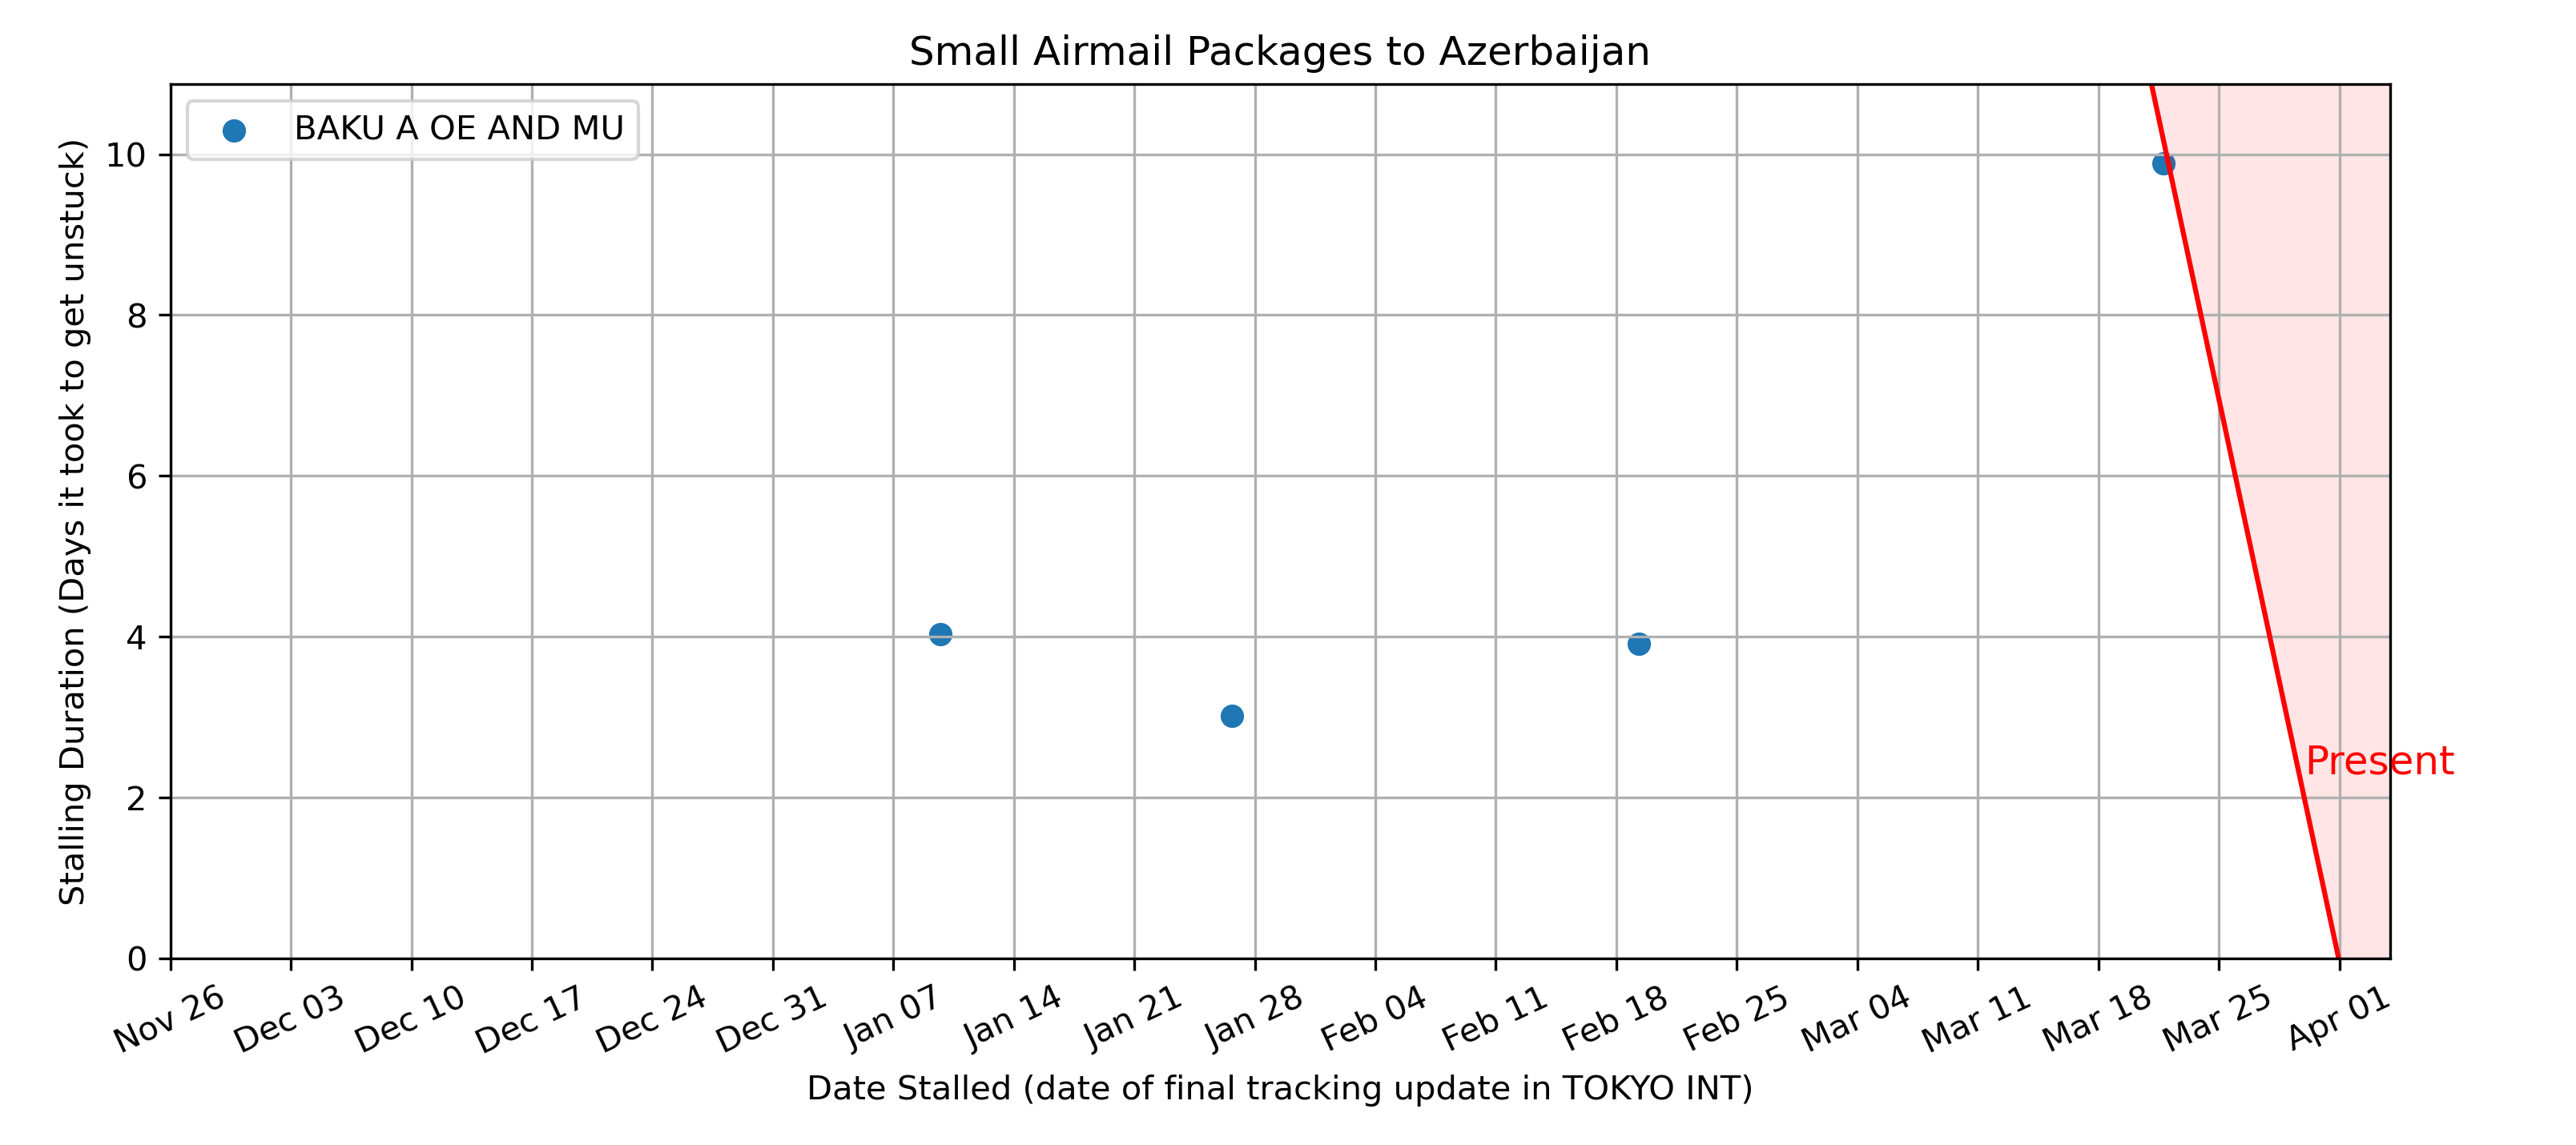 Small Airmail Packages to Azerbaijan
BAKU A OE AND MU
Stalling Duration (Days it took to get unstuck)
10
8
6
4
2
0
Present
Nov 26
Dec 03
Dec 10
Dec 17
Dec 24
Dec 31
Jan 07
Jan 14
Jan 21
Jan 28
Feb 04
Feb 11
Feb 18
Feb 25
Mar 04
Mar 11
Mar 18
Mar 25
Apr 01
Date Stalled (date of final tracking update in TOKYO INT)